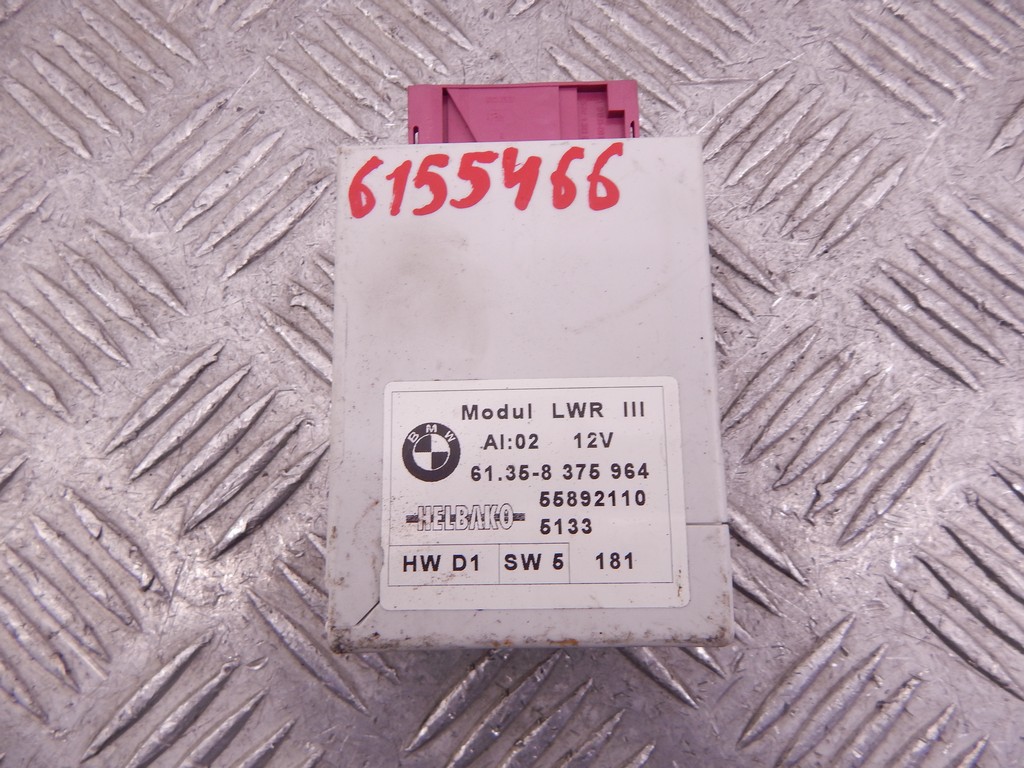 6155466
Modul LWR III
BMW
AI:02 12V
61.35-8 375 964
55892110
HELBAKO
5133
HW D1 SW 5 181